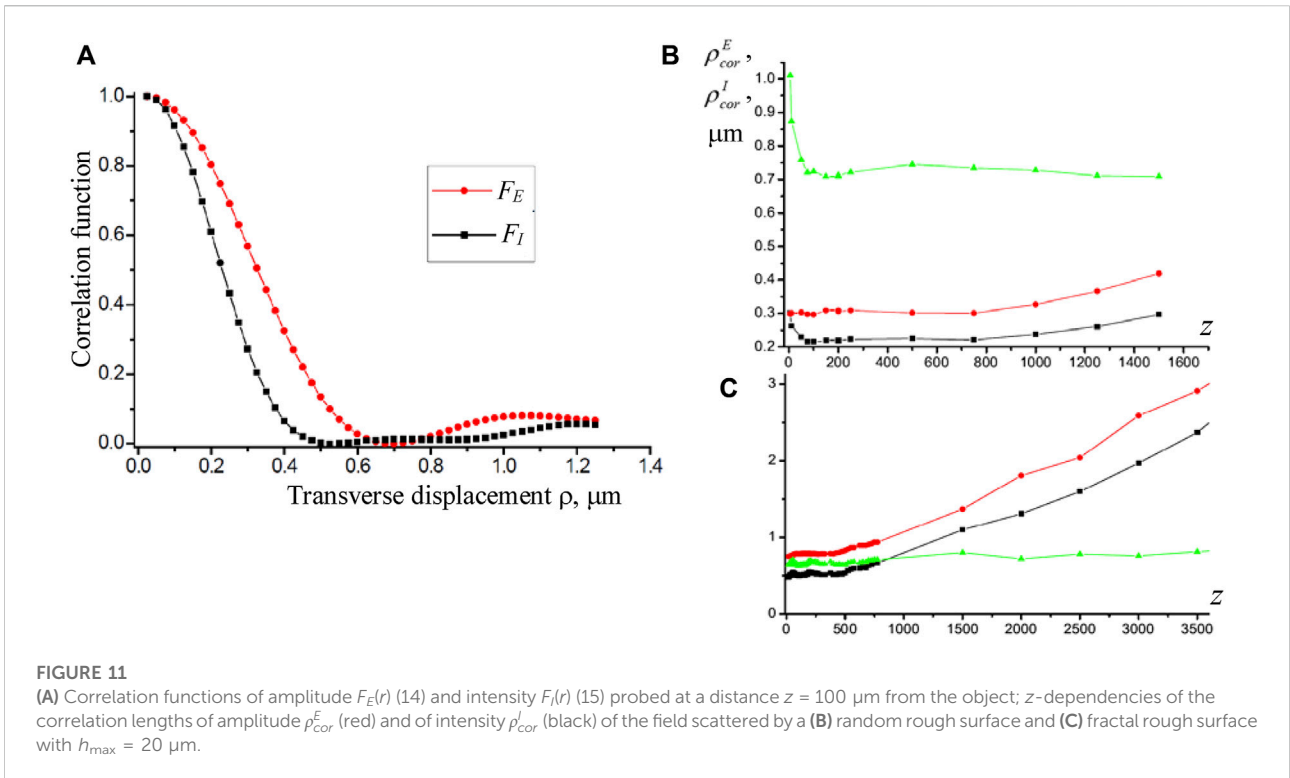 A
Correlation function
1.0
0.8
0.6
0.4
0.2
0.0
0.0 0.2 0.4 0.6 0.8 1.0 1.2 1.4
Transverse displacement ρ, μm
F_E
F_I
B
ρ_cor^E,
ρ_cor^I,
μm
1.0
0.9
0.8
0.7
0.6
0.5
0.4
0.3
0.2
0 200 400 600 800 1000 1200 1400 1600
z
C
3
2
1
0
0 500 1000 1500 2000 2500 3000 3500
z
FIGURE 11
(A) Correlation functions of amplitude F_E(r) (14) and intensity F_I(r) (15) probed at a distance z = 100 μm from the object; z-dependencies of the
correlation lengths of amplitude ρ_cor^E (red) and of intensity ρ_cor^I (black) of the field scattered by a (B) random rough surface and (C) fractal rough surface
with h_max = 20 μm.